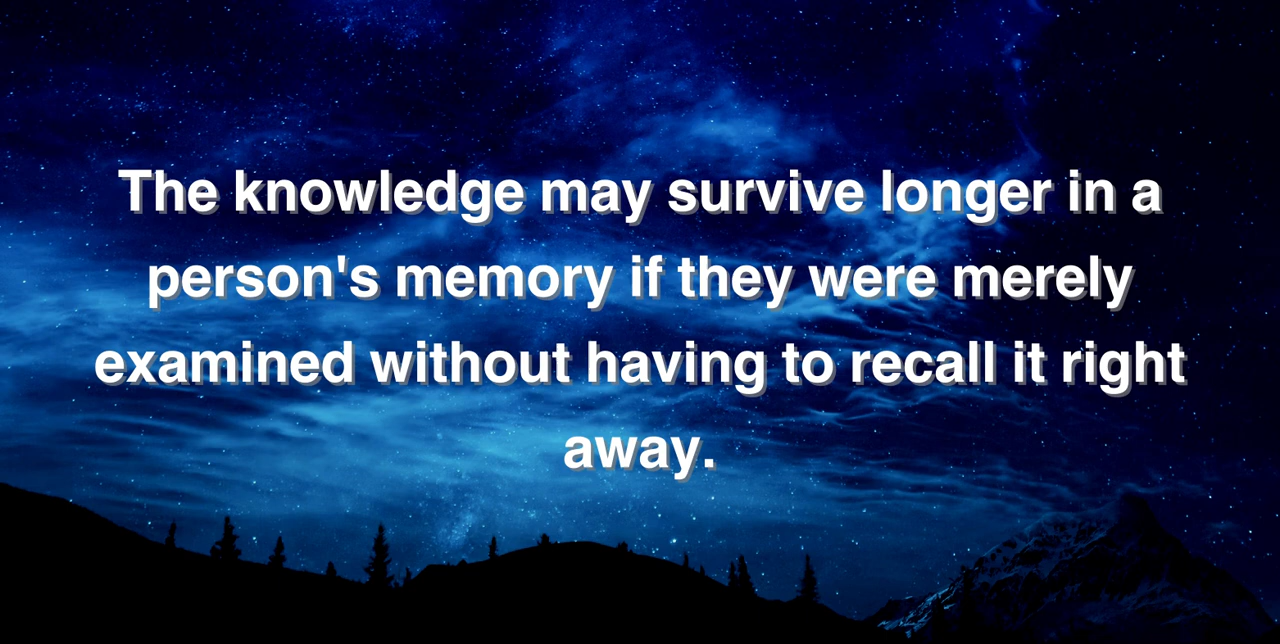 The knowledge may survive longer in a
person's memory if they were merely
examined without having to recall it right
away.